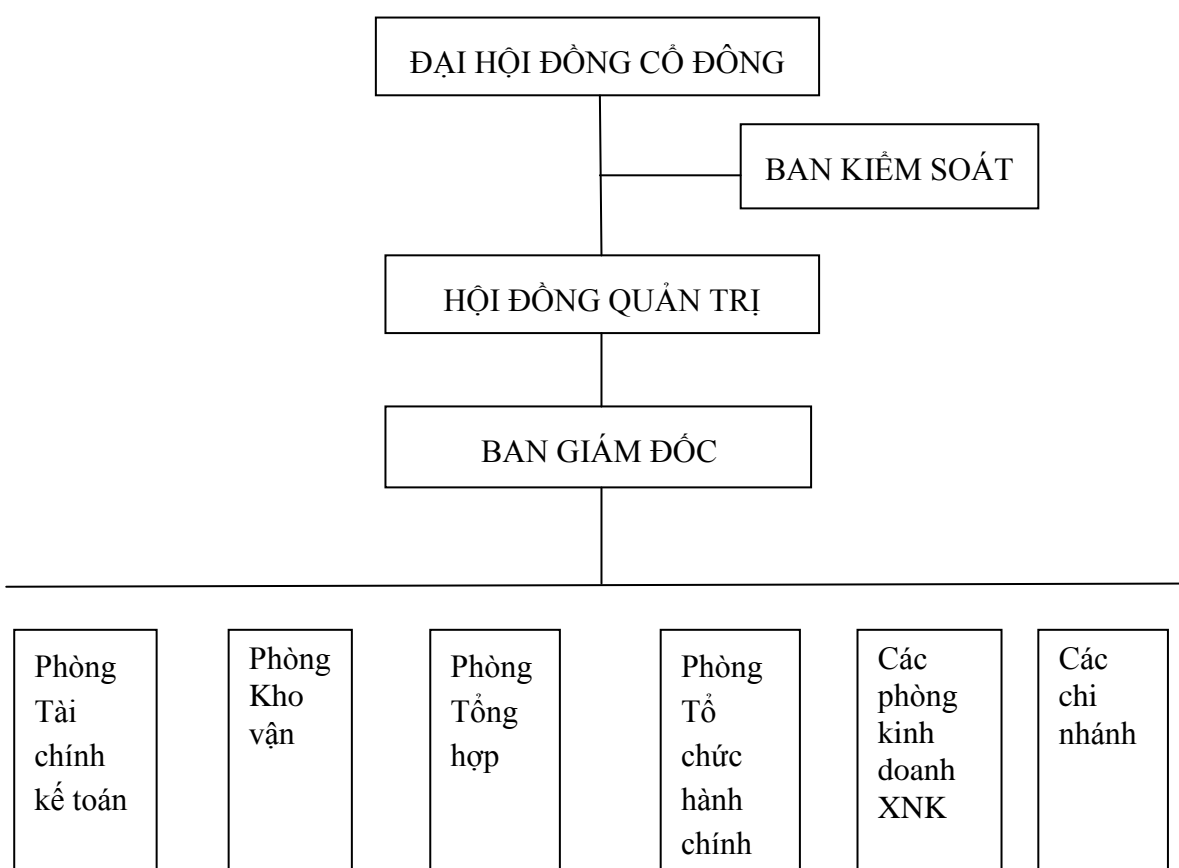 ĐẠI HỘI ĐỒNG CỔ ĐÔNG
BAN KIỂM SOÁT
HỘI ĐỒNG QUẢN TRỊ
BAN GIÁM ĐỐC
Phòng
Tài
chính
kế toán
Phòng
Kho
vận
Phòng
Tổng
hợp
Phòng
Tổ
chức
hành
chính
Các
phòng
kinh
doanh
XNK
Các
chi
nhánh